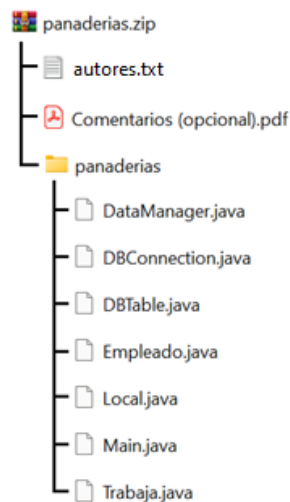 panaderias.zip
autores.txt
Comentarios (opcional).pdf
panaderias
DataManager.java
DBConnection.java
DBTable.java
Empleado.java
Local.java
Main.java
Trabaja.java